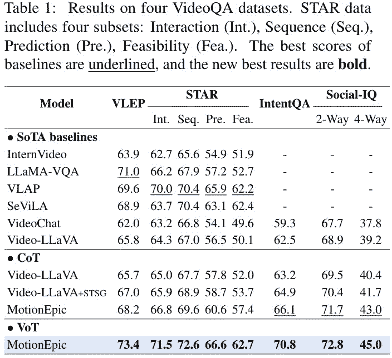 Table 1: Results on four VideoQA datasets. STAR data
includes four subsets: Interaction (Int.), Sequence (Seq.),
Prediction (Pre.), Feasibility (Fea.). The best scores of
baselines are underlined, and the new best results are bold.
Model VLEP STAR IntentQA Social-IQ
Int. Seq. Pre. Fea. 2-Way 4-Way
• SoTA baselines
InternVideo 63.9 62.7 65.6 54.9 51.9 - - -
LLaMA-VQA 71.0 66.2 67.9 57.2 52.7 - - -
VLAP 69.6 70.0 70.4 65.9 62.2 - - -
SeViLA 68.9 63.7 70.4 63.1 62.4 - - -
VideoChat 62.0 63.2 66.8 54.1 49.6 59.3 67.7 37.8
Video-LLaVA 65.8 64.3 67.0 56.5 50.1 62.5 68.9 39.2
• CoT
Video-LLaVA 65.7 65.0 67.7 57.8 52.0 63.2 69.5 40.4
Video-LLaVA+STSG 67.0 65.9 68.9 58.7 53.7 64.9 70.4 41.7
MotionEpic 68.2 66.8 69.6 60.6 57.4 66.1 71.7 43.0
• VoT
MotionEpic 73.4 71.5 72.6 66.6 62.7 70.8 72.8 45.0